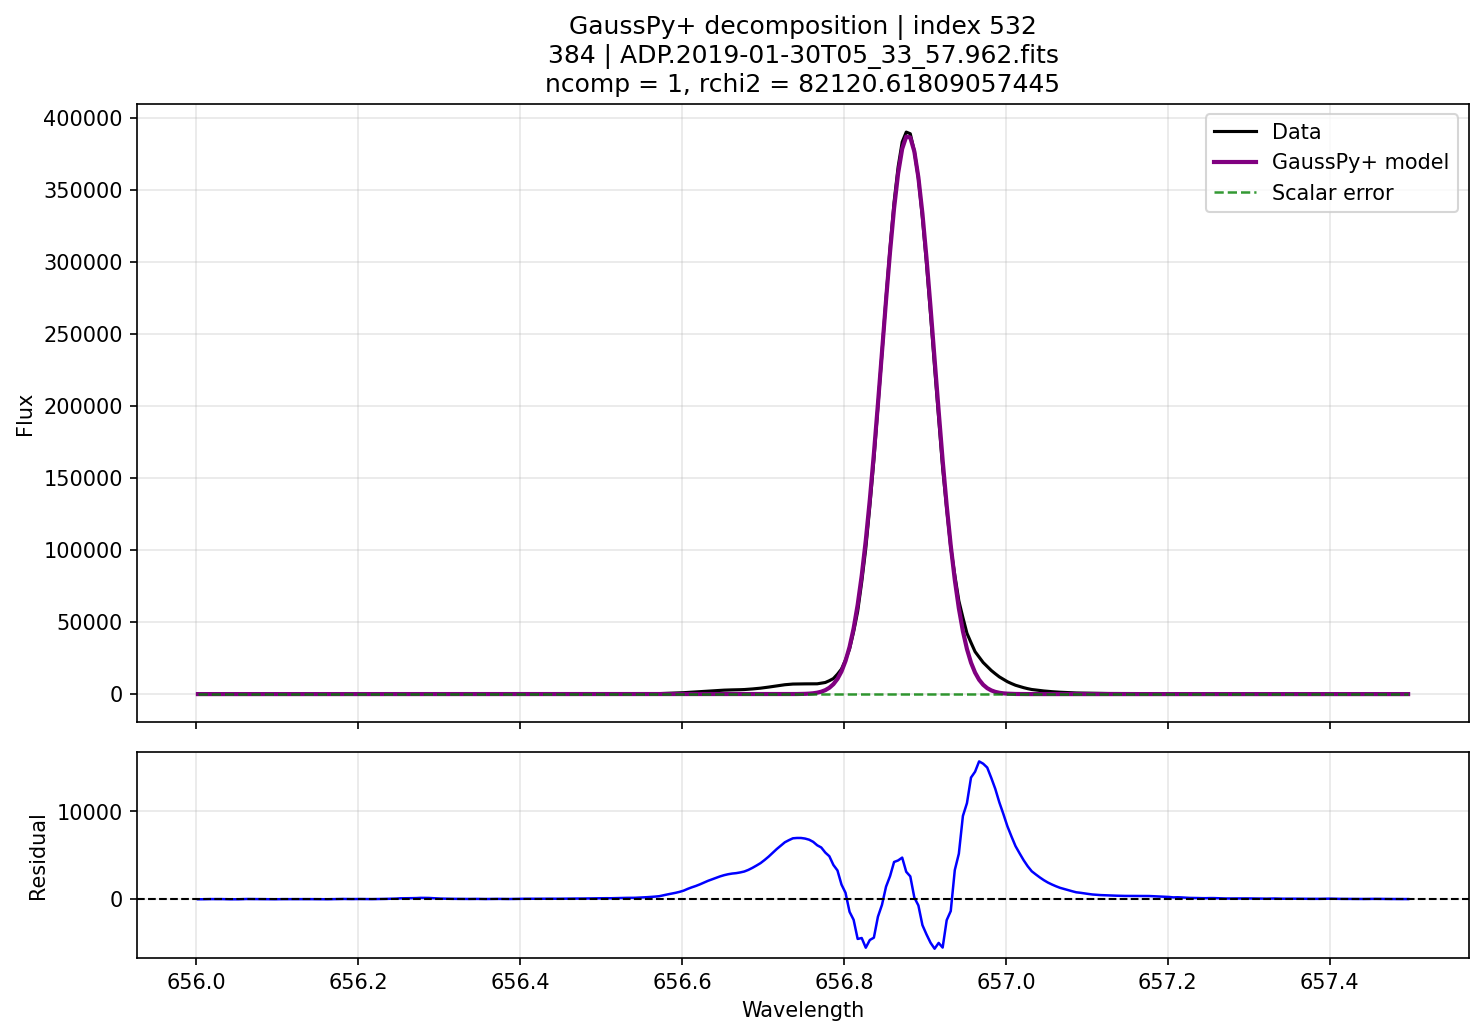 GaussPy+ decomposition | index 532
384 | ADP.2019-01-30T05_33_57.962.fits
ncomp = 1, rchi2 = 82120.61809057445
400000
350000
300000
250000
200000
150000
100000
50000
0
Flux
Data
GaussPy+ model
Scalar error
10000
0
Residual
656.0 656.2 656.4 656.6 656.8 657.0 657.2 657.4
Wavelength